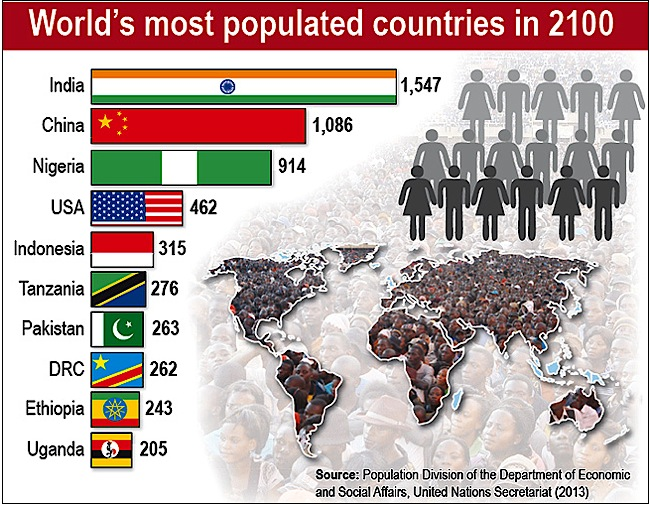 World's most populated countries in 2100
India 1,547
China 1,086
Nigeria 914
USA 462
Indonesia 315
Tanzania 276
Pakistan 263
DRC 262
Ethiopia 243
Uganda 205
Source: Population Division of the Department of Economic
and Social Affairs, United Nations Secretariat (2013)